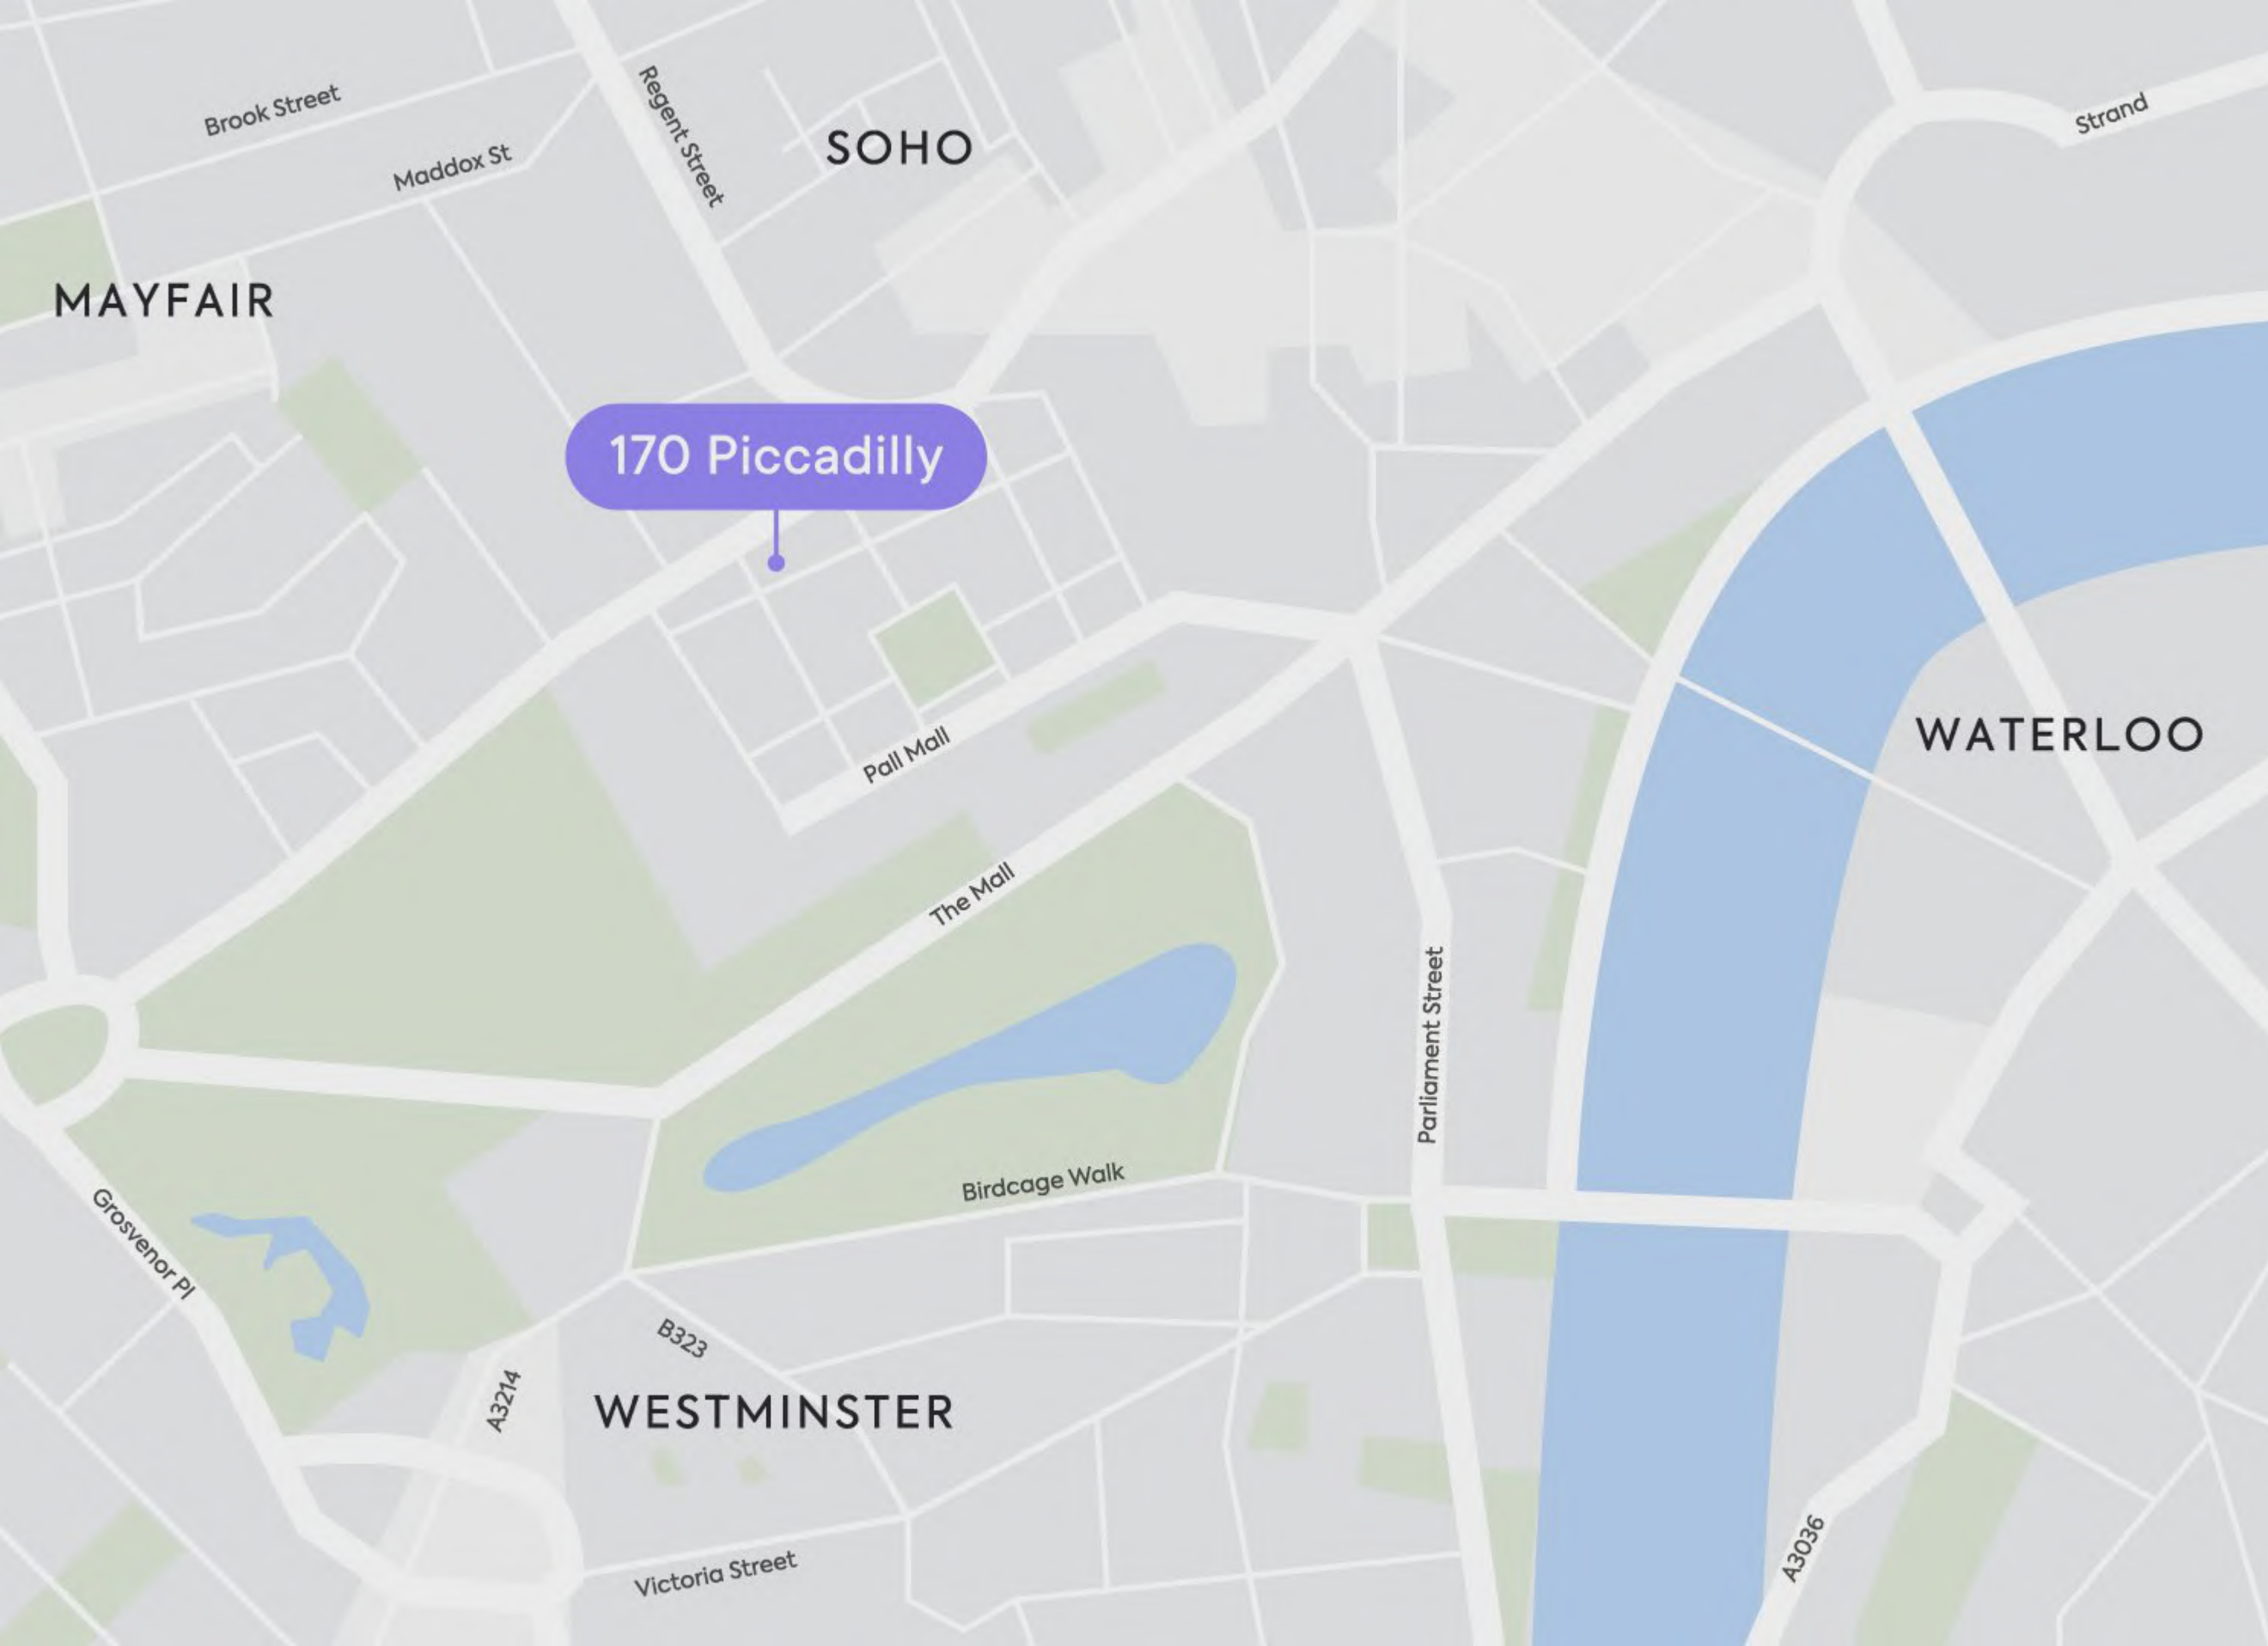 Brook Street
Maddox St
Regent Street
SOHO
Strand
MAYFAIR
170 Piccadilly
WATERLOO
Pall Mall
The Mall
Parliament Street
Birdcage Walk
Grosvenor Pl
B323
A3214
WESTMINSTER
Victoria Street
A3036